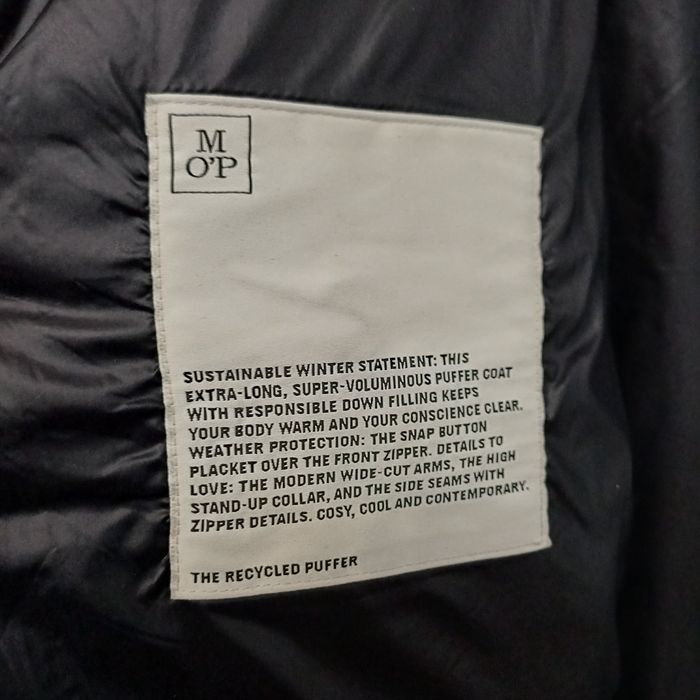 M
O'P
SUSTAINABLE WINTER STATEMENT: THIS
EXTRA-LONG, SUPER-VOLUMINOUS PUFFER COAT
WITH RESPONSIBLE DOWN FILLING KEEPS
YOUR BODY WARM AND YOUR CONSCIENCE CLEAR.
WEATHER PROTECTION: THE SNAP BUTTON
PLACKET OVER THE FRONT ZIPPER. DETAILS TO
LOVE: THE MODERN WIDE-CUT ARMS, THE HIGH
STAND-UP COLLAR, AND THE SIDE SEAMS WITH
ZIPPER DETAILS. COSY, COOL AND CONTEMPORARY.
THE RECYCLED PUFFER